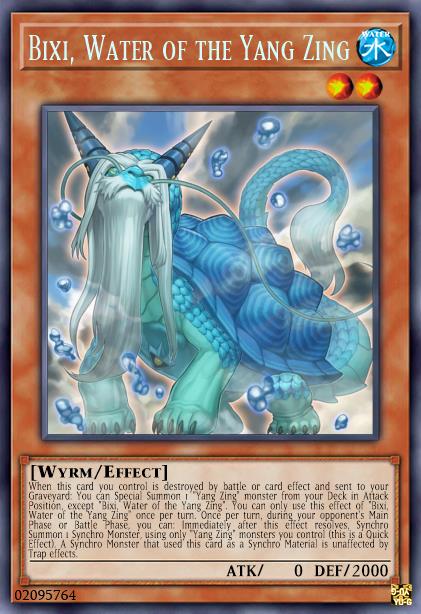 BIXI, WATER OF THE YANG ZING
WATER
水
[WYRM/EFFECT]
When this card you control is destroyed by battle or card effect and sent to your
Graveyard: You can Special Summon 1 "Yang Zing" monster from your Deck in Attack
Position, except "Bixi, Water of the Yang Zing". You can only use this effect of "Bixi,
Water of the Yang Zing" once per turn. Once per turn, during your opponent's Main
Phase or Battle Phase, you can: Immediately after this effect resolves, Synchro
Summon 1 Synchro Monster, using only "Yang Zing" monsters you control (this is a Quick
Effect). A Synchro Monster that used this card as a Synchro Material is unaffected by
Trap effects.
ATK/ 0 DEF/2000
02095764